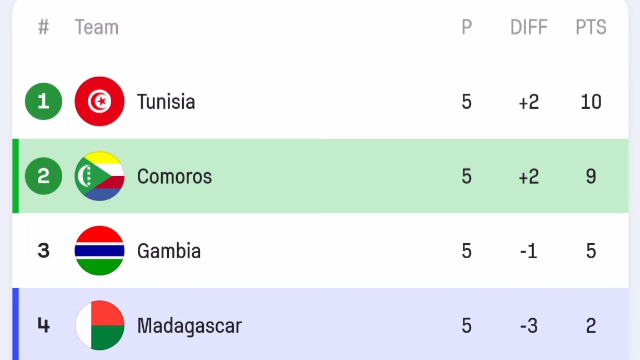 # Team P DIFF PTS
1 Tunisia 5 +2 10
2 Comoros 5 +2 9
3 Gambia 5 -1 5
4 Madagascar 5 -3 2